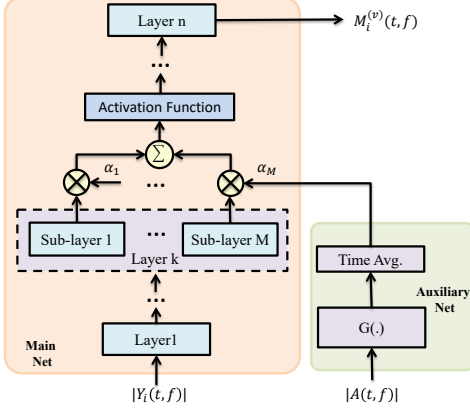 Layer n
M_i^{(v)}(t,f)
...
Activation Function
∑
α_1
...
α_M
Sub-layer 1
...
Sub-layer M
Layer k
Time Avg.
...
Auxiliary
Net
Layer1
G(.)
Main
Net
|Y_i(t,f)|
|A(t,f)|